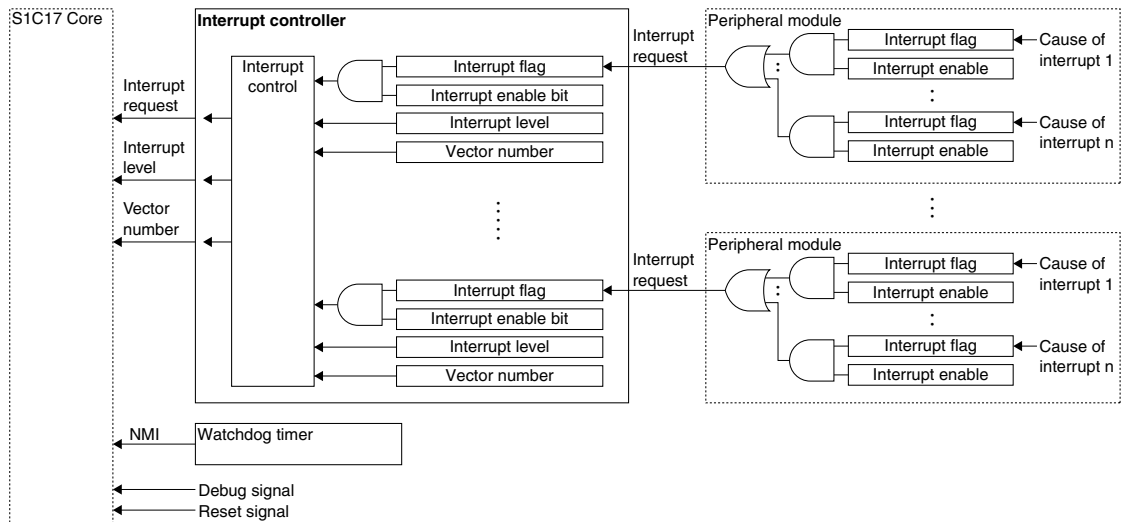 S1C17 Core
Interrupt controller
Peripheral module
Interrupt
request
Interrupt
level
Vector
number
Interrupt
control
Interrupt flag
Interrupt enable bit
Interrupt level
Vector number
Interrupt
request
Interrupt flag
Interrupt enable
Cause of
interrupt 1
Interrupt flag
Interrupt enable
Cause of
interrupt n
Peripheral module
Interrupt flag
Interrupt enable bit
Interrupt level
Vector number
Interrupt
request
Interrupt flag
Interrupt enable
Cause of
interrupt 1
Interrupt flag
Interrupt enable
Cause of
interrupt n
NMI
Watchdog timer
Debug signal
Reset signal